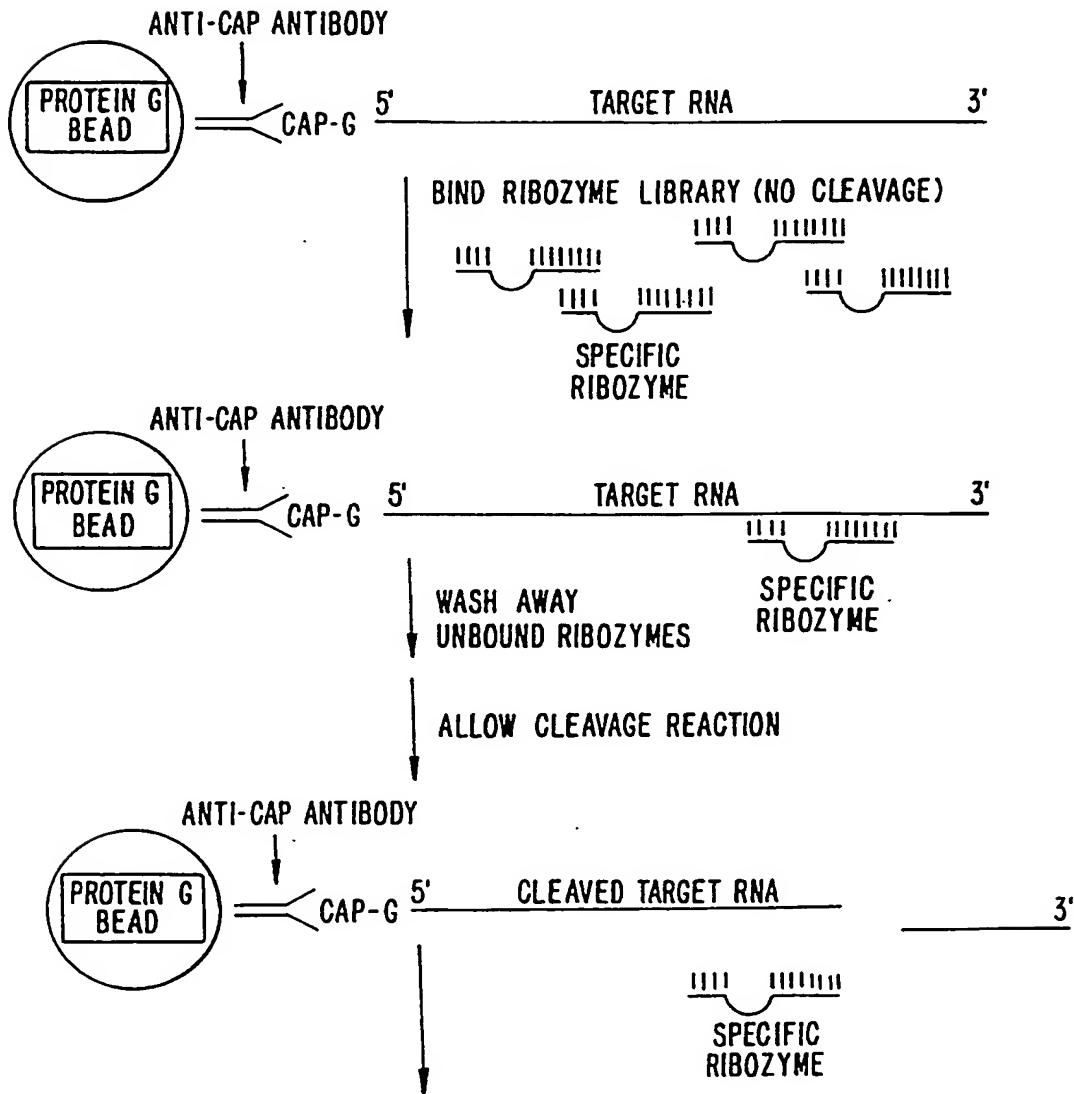 ANTI-CAP ANTIBODY
PROTEIN G
BEAD
CAP-G
5'
TARGET RNA
3'
BIND RIBOZYME LIBRARY (NO CLEAVAGE)
SPECIFIC
RIBOZYME
ANTI-CAP ANTIBODY
PROTEIN G
BEAD
CAP-G
5'
TARGET RNA
3'
SPECIFIC
RIBOZYME
WASH AWAY
UNBOUND RIBOZYMES
ALLOW CLEAVAGE REACTION
ANTI-CAP ANTIBODY
PROTEIN G
BEAD
CAP-G
5'
CLEAVED TARGET RNA
3'
SPECIFIC
RIBOZYME